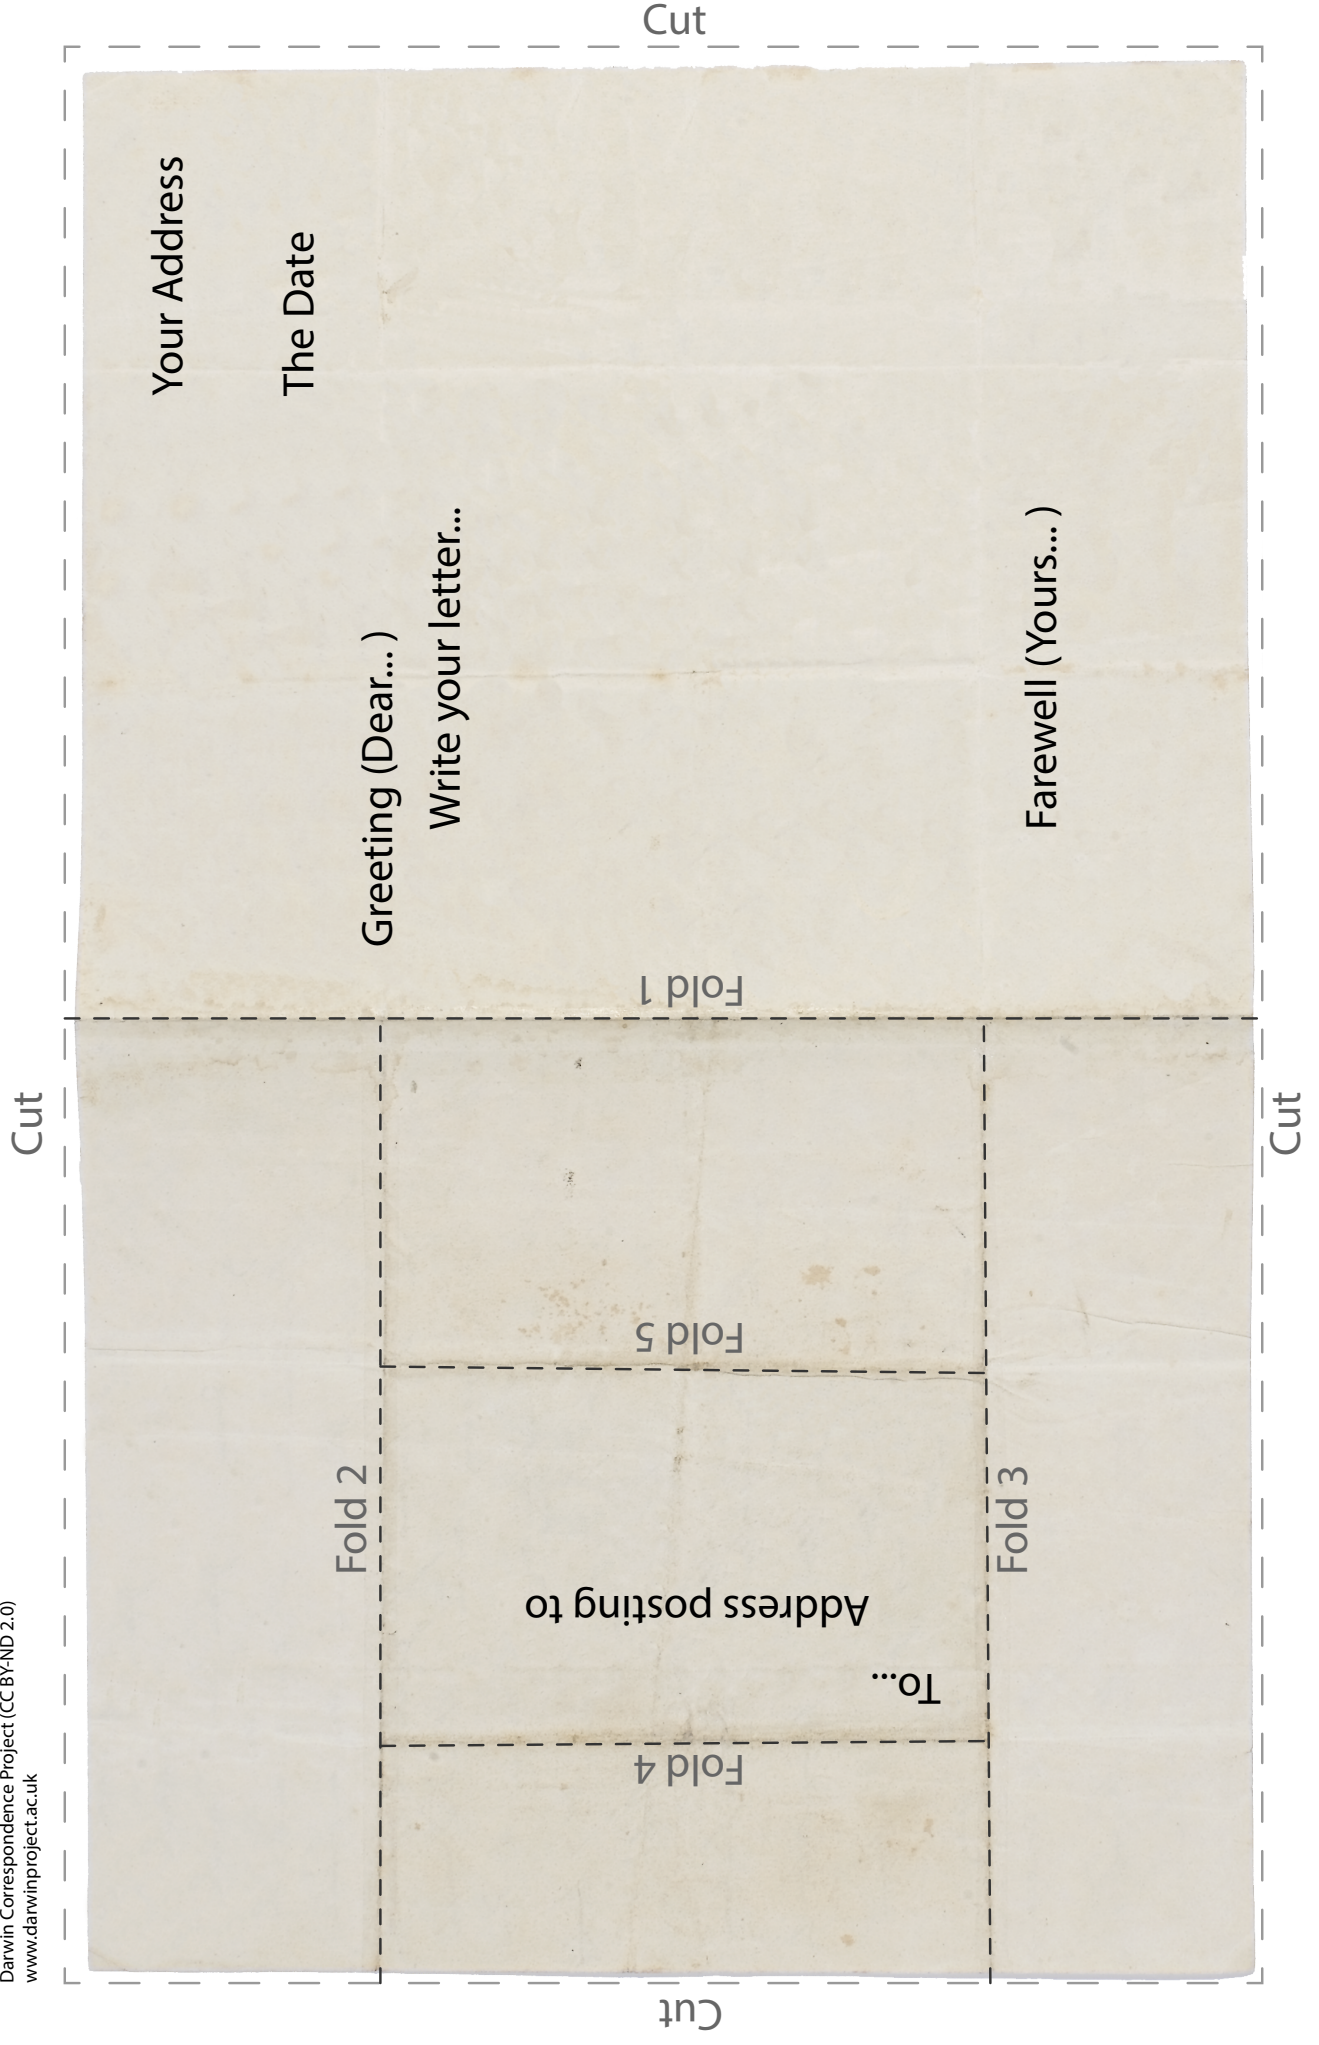 Cut
Your Address
The Date
Greeting (Dear... )
Write your letter...
Farewell (Yours... )
Fold 1
Cut
Cut
Fold 5
Fold 2
Fold 3
Address posting to
To...
Fold 4
Cut
Darwin Correspondence Project (CC BY-ND 2.0)
www.darwinproject.ac.uk